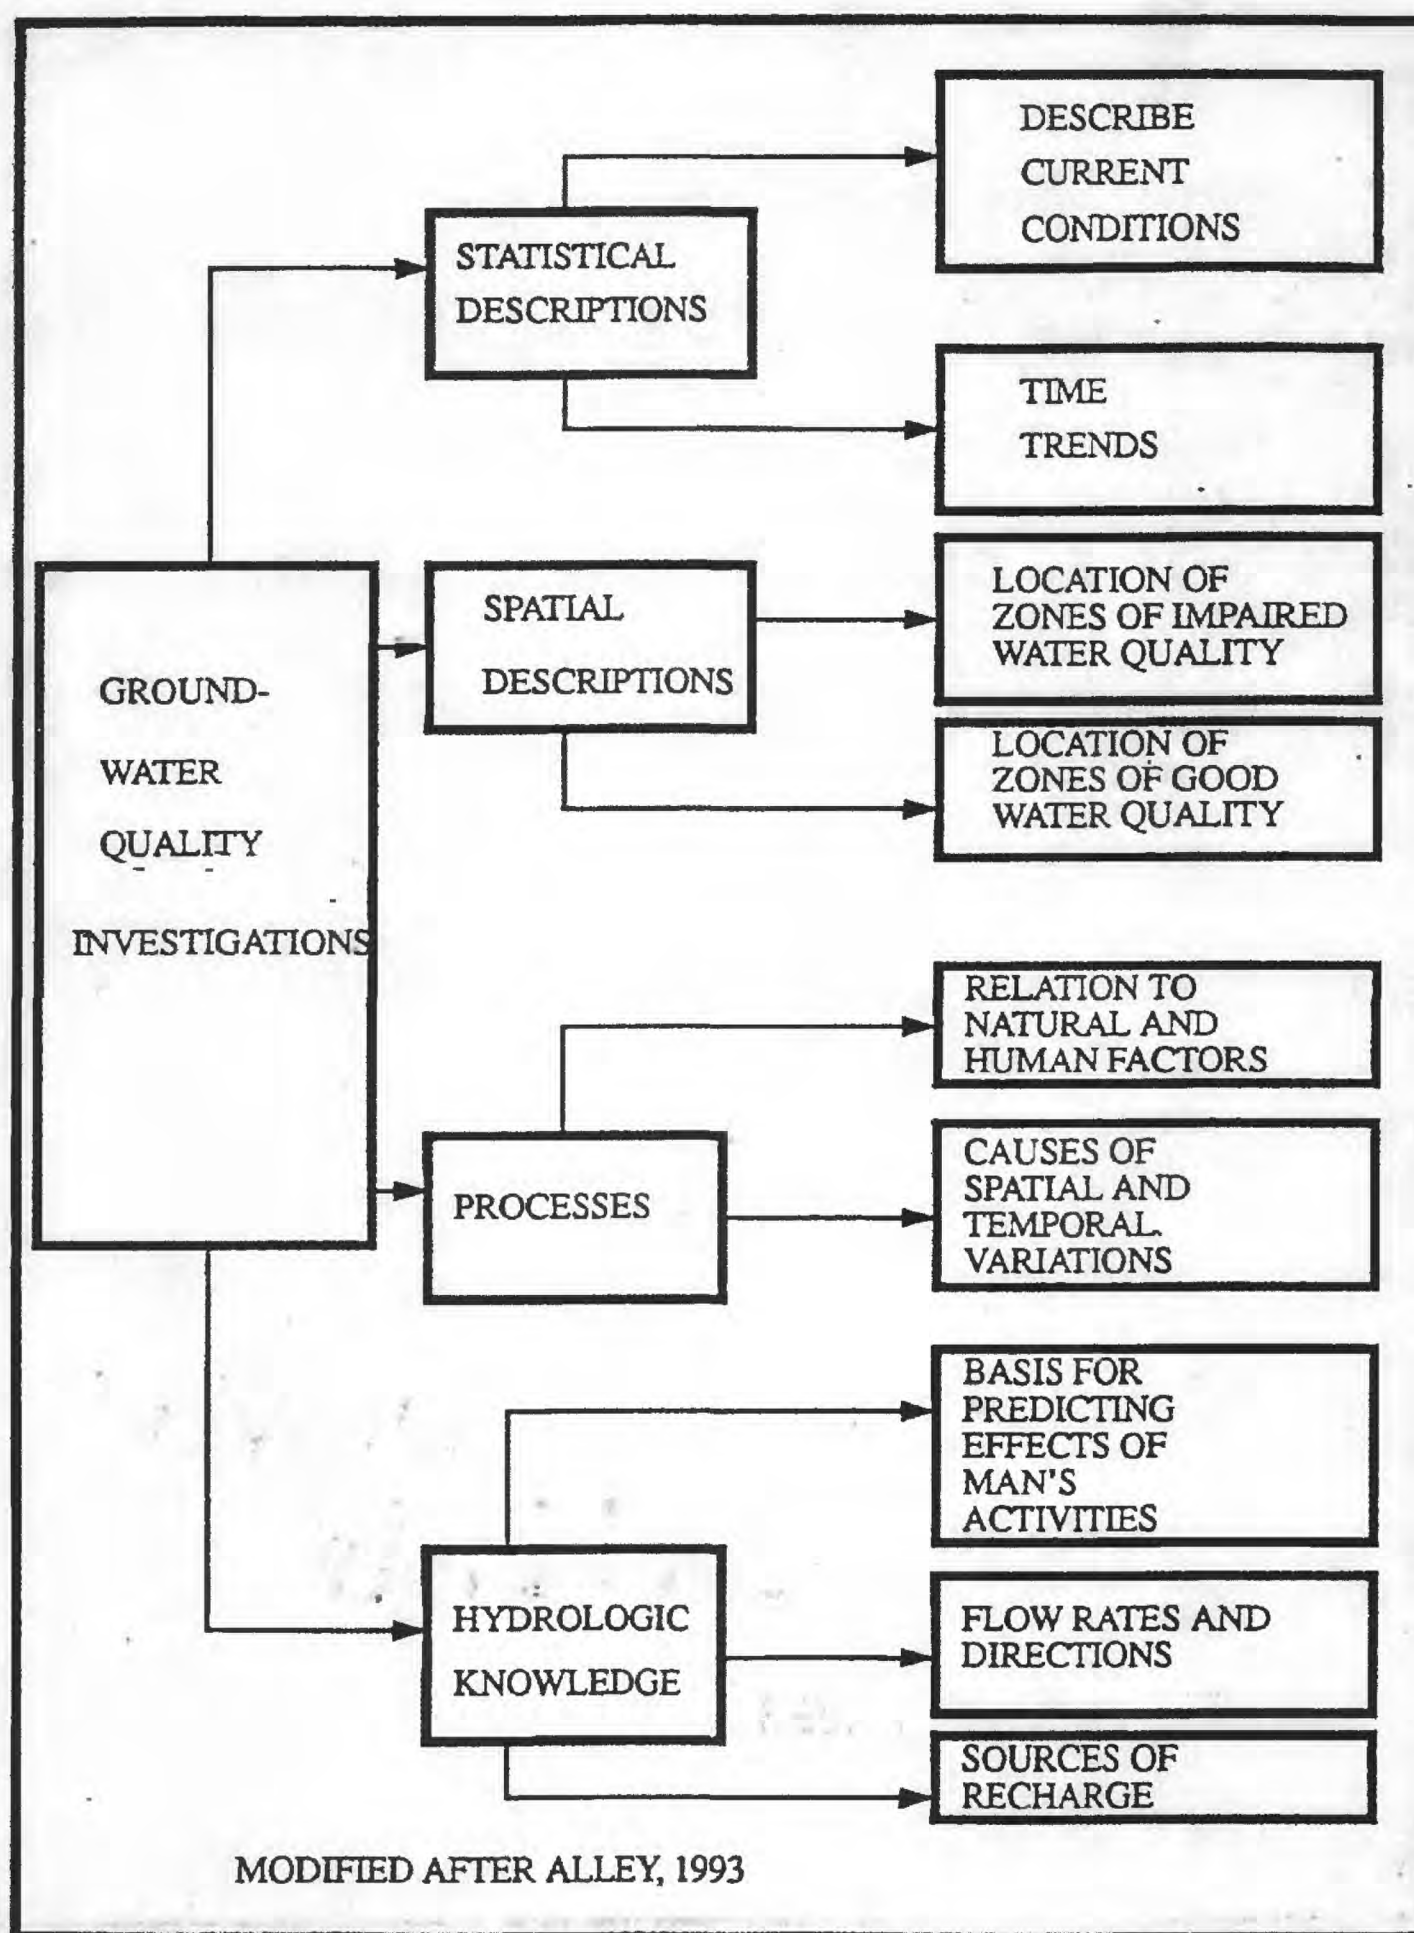 DESCRIBE
CURRENT
CONDITIONS
STATISTICAL
DESCRIPTIONS
TIME
TRENDS
LOCATION OF
ZONES OF IMPAIRED
WATER QUALITY
SPATIAL
DESCRIPTIONS
LOCATION OF
ZONES OF GOOD
WATER QUALITY
GROUND-
WATER
QUALITY
INVESTIGATIONS
RELATION TO
NATURAL AND
HUMAN FACTORS
PROCESSES
CAUSES OF
SPATIAL AND
TEMPORAL
VARIATIONS
BASIS FOR
PREDICTING
EFFECTS OF
MAN'S
ACTIVITIES
HYDROLOGIC
KNOWLEDGE
FLOW RATES AND
DIRECTIONS
SOURCES OF
RECHARGE
MODIFIED AFTER ALLEY, 1993